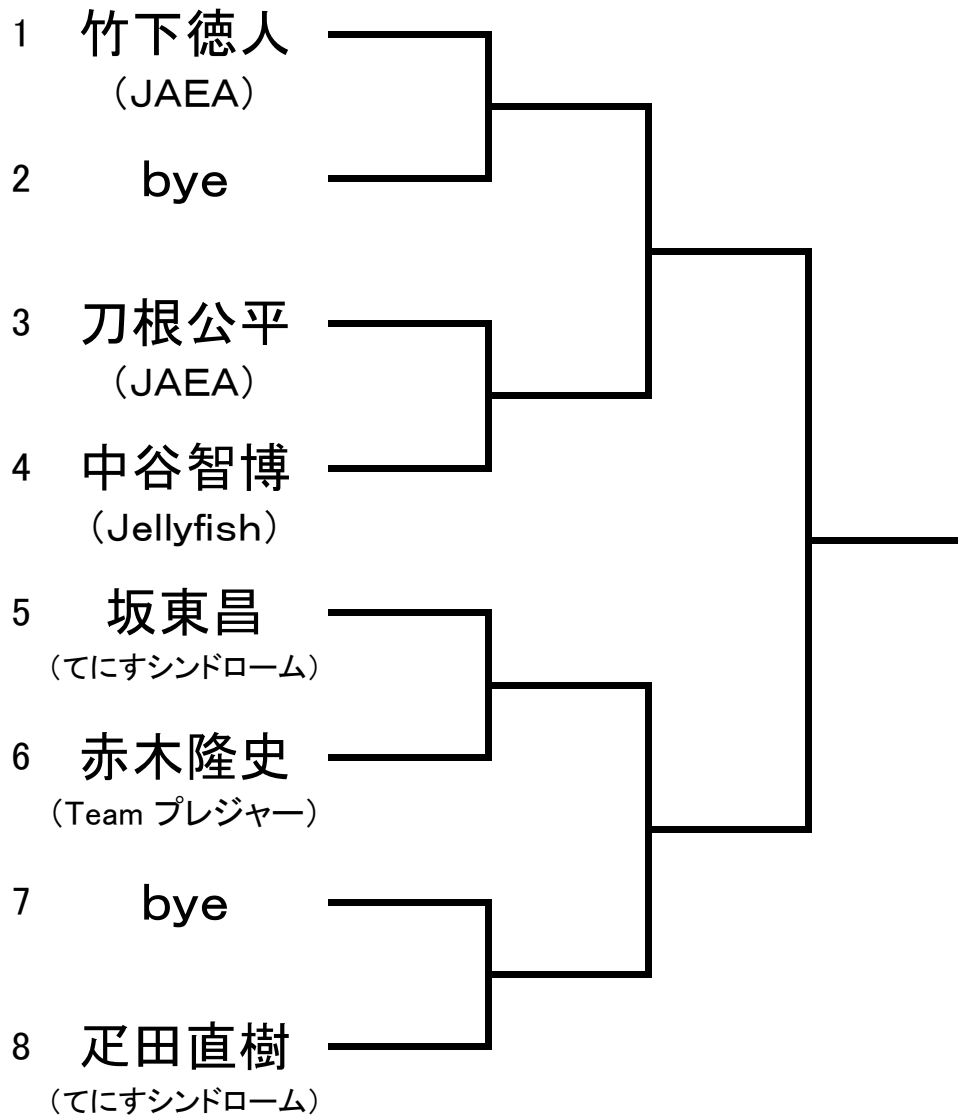 1 竹下徳人
（JAEA）
2 bye
3 刀根公平
（JAEA）
4 中谷智博
（Jellyfish）
5 坂東昌
（てにすシンドローム）
6 赤木隆史
（Team プレジャー）
7 bye
8 疋田直樹
（てにすシンドローム）